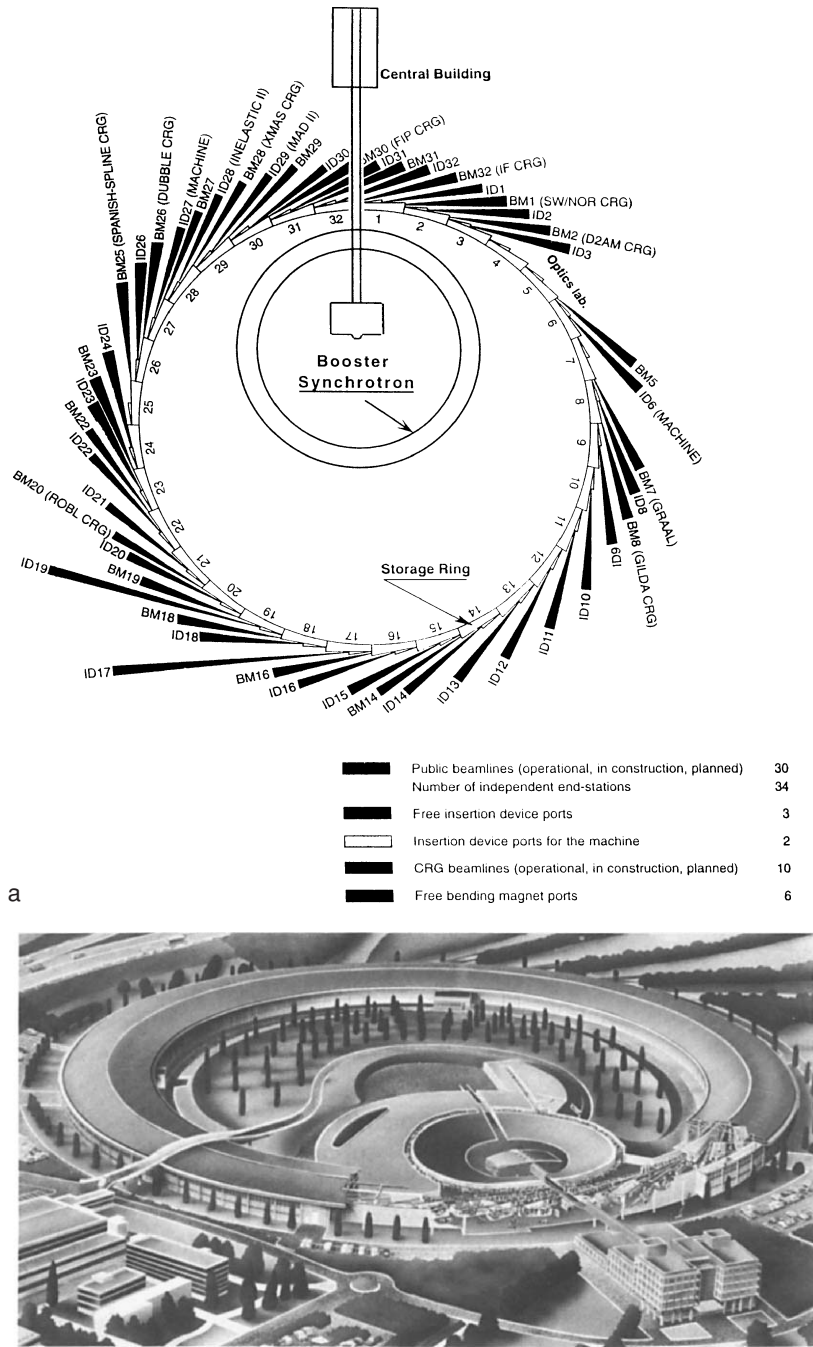 Central Building
BM25 (SPANISH-SPLINE CRG)
ID26
BM26 (DUBBLE CRG)
ID27 (MACHINE)
BM27
ID28 (INELASTIC II)
BM28 (XMAS CRG)
ID29 (MAD II)
BM29
ID30
BM30 (FIP CRG)
ID31
BM31
ID32
BM32 (IF CRG)
ID1
BM1 (SW/NOR CRG)
ID2
BM2 (D2AM CRG)
ID3
Optics lab.
BM5
ID6 (MACHINE)
BM7 (GRAAL)
ID8
BM8 (GILDA CRG)
ID9
ID10
ID11
ID12
ID13
ID14
BM14
ID15
ID16
BM16
ID17
ID18
BM18
ID19
BM19
ID20
BM20 (ROBL CRG)
ID21
ID22
BM22
ID23
BM23
ID24
1
2
3
4
5
6
7
8
9
10
11
12
13
14
15
16
17
18
19
20
21
22
23
24
25
26
27
28
29
30
31
32
Booster
Synchrotron
Storage Ring
Public beamlines (operational, in construction, planned) 30
Number of independent end-stations 34
Free insertion device ports 3
Insertion device ports for the machine 2
CRG beamlines (operational, in construction, planned) 10
Free bending magnet ports 6
a